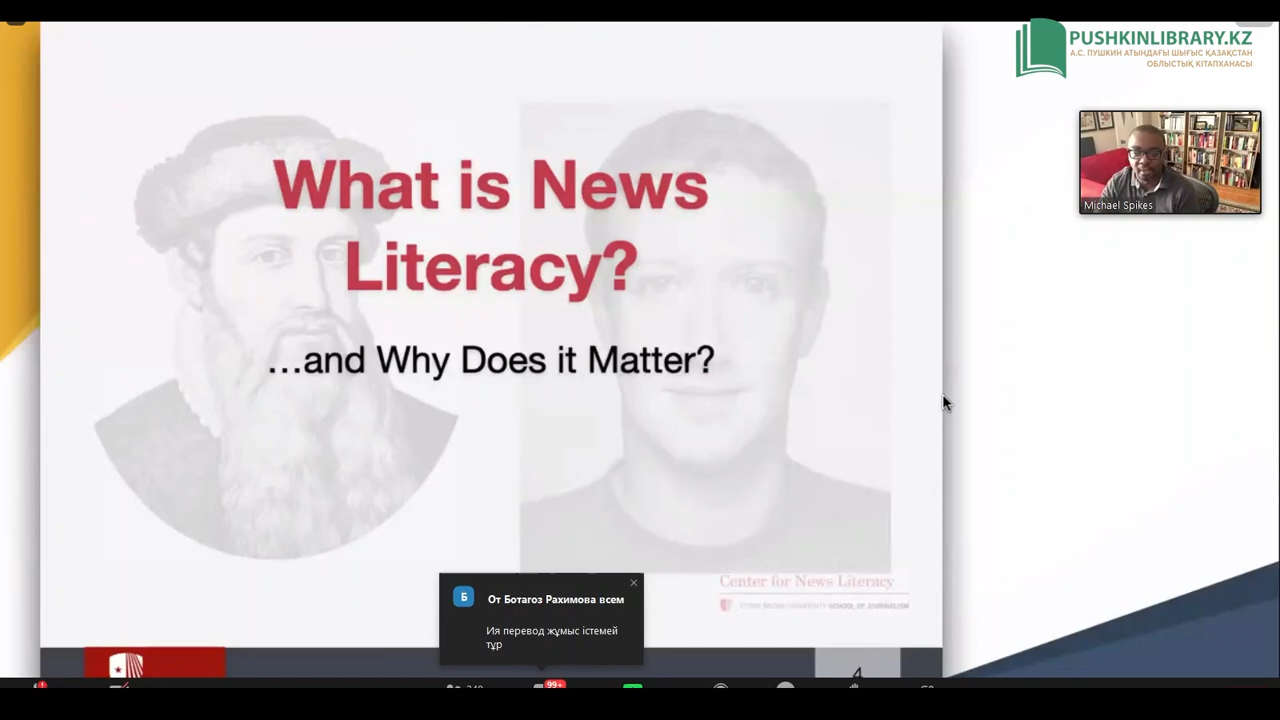 PUSHKINLIBRARY.KZ
А.С. ПУШКИН АТЫНДАҒЫ ШЫҒЫС ҚАЗАҚСТАН
ОБЛЫСТЫҚ КІТАПХАНАСЫ
Michael Spikes
What is News
Literacy?
...and Why Does it Matter?
Center for News Literacy
STONY BROOK UNIVERSITY SCHOOL OF JOURNALISM
Б
От Ботагоз Рахимова всем
Ия перевод жұмыс істемей
тұр
4
99+